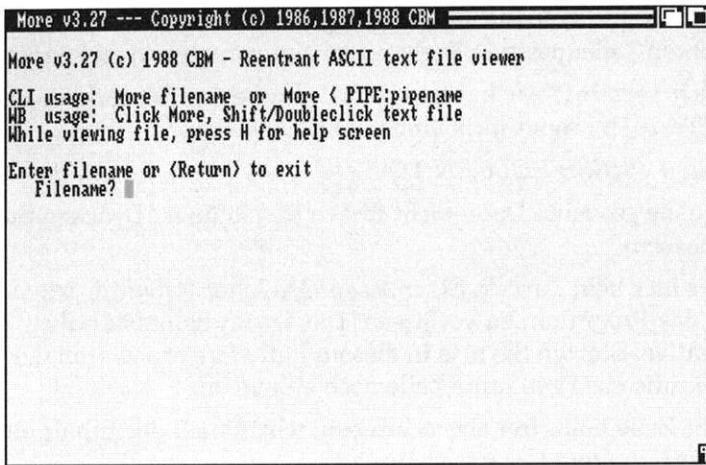 More v3.27 --- Copyright (c) 1986,1987,1988 CBM
More v3.27 (c) 1988 CBM - Reentrant ASCII text file viewer
CLI usage: More filename or More < PIPE:pipename
WB usage: Click More, Shift/Doubleclick text file
While viewing file, press H for help screen
Enter filename or <Return> to exit
Filename?